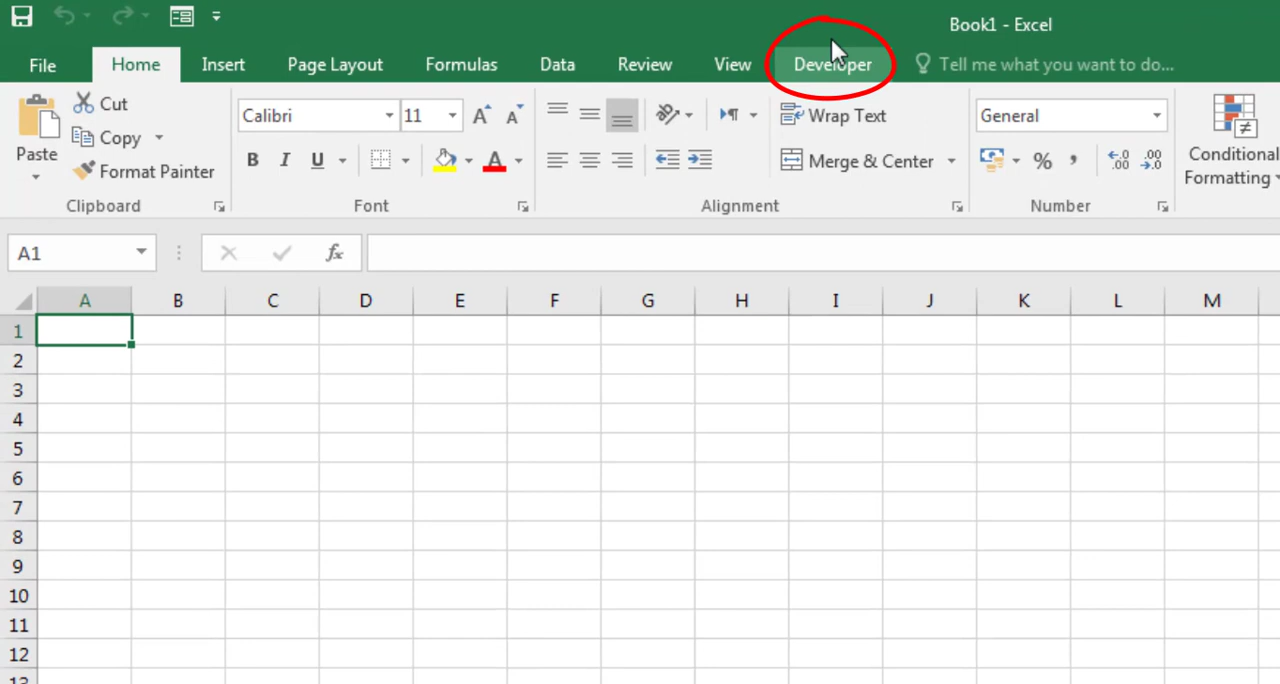 Book1 - Excel
File Home Insert Page Layout Formulas Data Review View Developer Tell me what you want to do...
Paste
Cut
Copy
Format Painter
Clipboard
Calibri 11
B I U A
Font
Wrap Text
Merge & Center
Alignment
General
% ,
Number
Conditional
Formatting
A1 fx
A B C D E F G H I J K L M
1
2
3
4
5
6
7
8
9
10
11
12
13